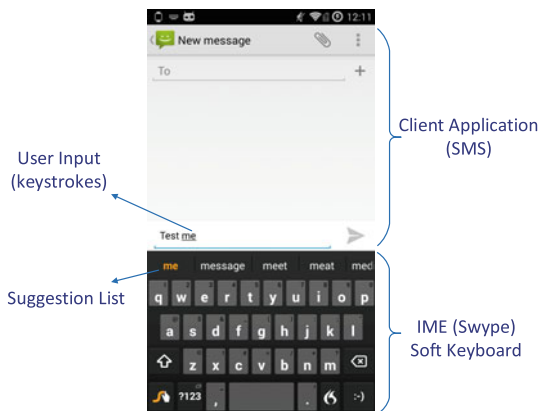 12:11
New message
To
+
Client Application
(SMS)
User Input
(keystrokes)
Test me
me message meet meat med
Suggestion List
q w e r t y u i o p
a s d f g h j k l
IME (Swype)
Soft Keyboard
z x c v b n m
?123 , . :-)